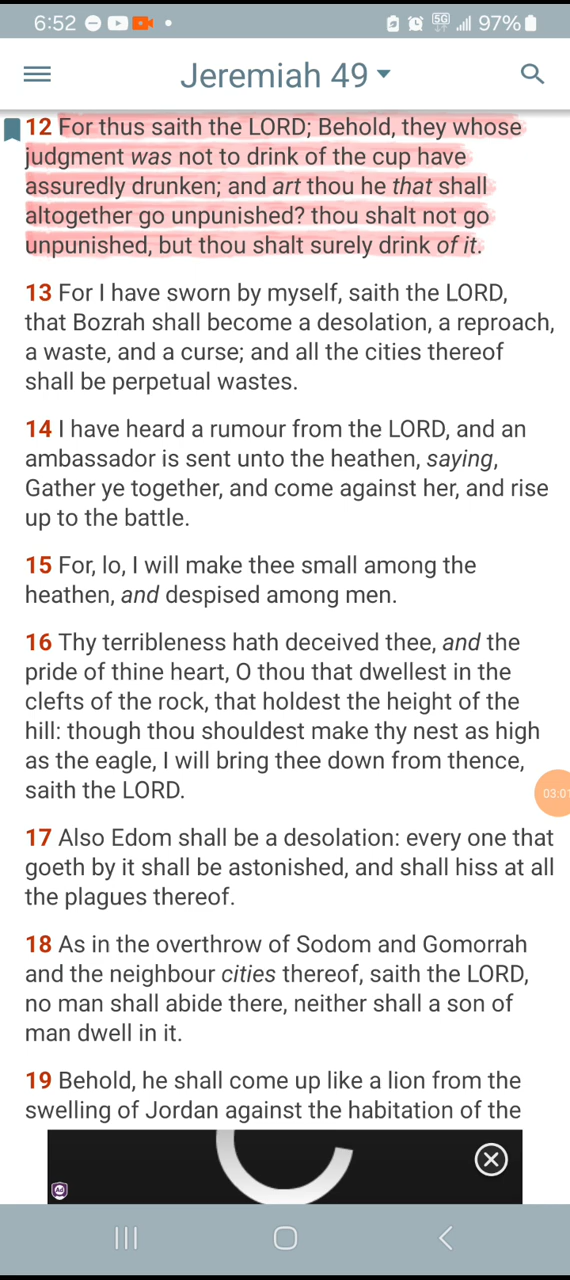 6:52 5G 97%
Jeremiah 49
12 For thus saith the LORD; Behold, they whose
judgment was not to drink of the cup have
assuredly drunken; and art thou he that shall
altogether go unpunished? thou shalt not go
unpunished, but thou shalt surely drink of it.
13 For I have sworn by myself, saith the LORD,
that Bozrah shall become a desolation, a reproach,
a waste, and a curse; and all the cities thereof
shall be perpetual wastes.
14 I have heard a rumour from the LORD, and an
ambassador is sent unto the heathen, saying,
Gather ye together, and come against her, and rise
up to the battle.
15 For, lo, I will make thee small among the
heathen, and despised among men.
16 Thy terribleness hath deceived thee, and the
pride of thine heart, O thou that dwellest in the
clefts of the rock, that holdest the height of the
hill: though thou shouldest make thy nest as high
as the eagle, I will bring thee down from thence,
saith the LORD.
03:01
17 Also Edom shall be a desolation: every one that
goeth by it shall be astonished, and shall hiss at all
the plagues thereof.
18 As in the overthrow of Sodom and Gomorrah
and the neighbour cities thereof, saith the LORD,
no man shall abide there, neither shall a son of
man dwell in it.
19 Behold, he shall come up like a lion from the
swelling of Jordan against the habitation of the
Ad